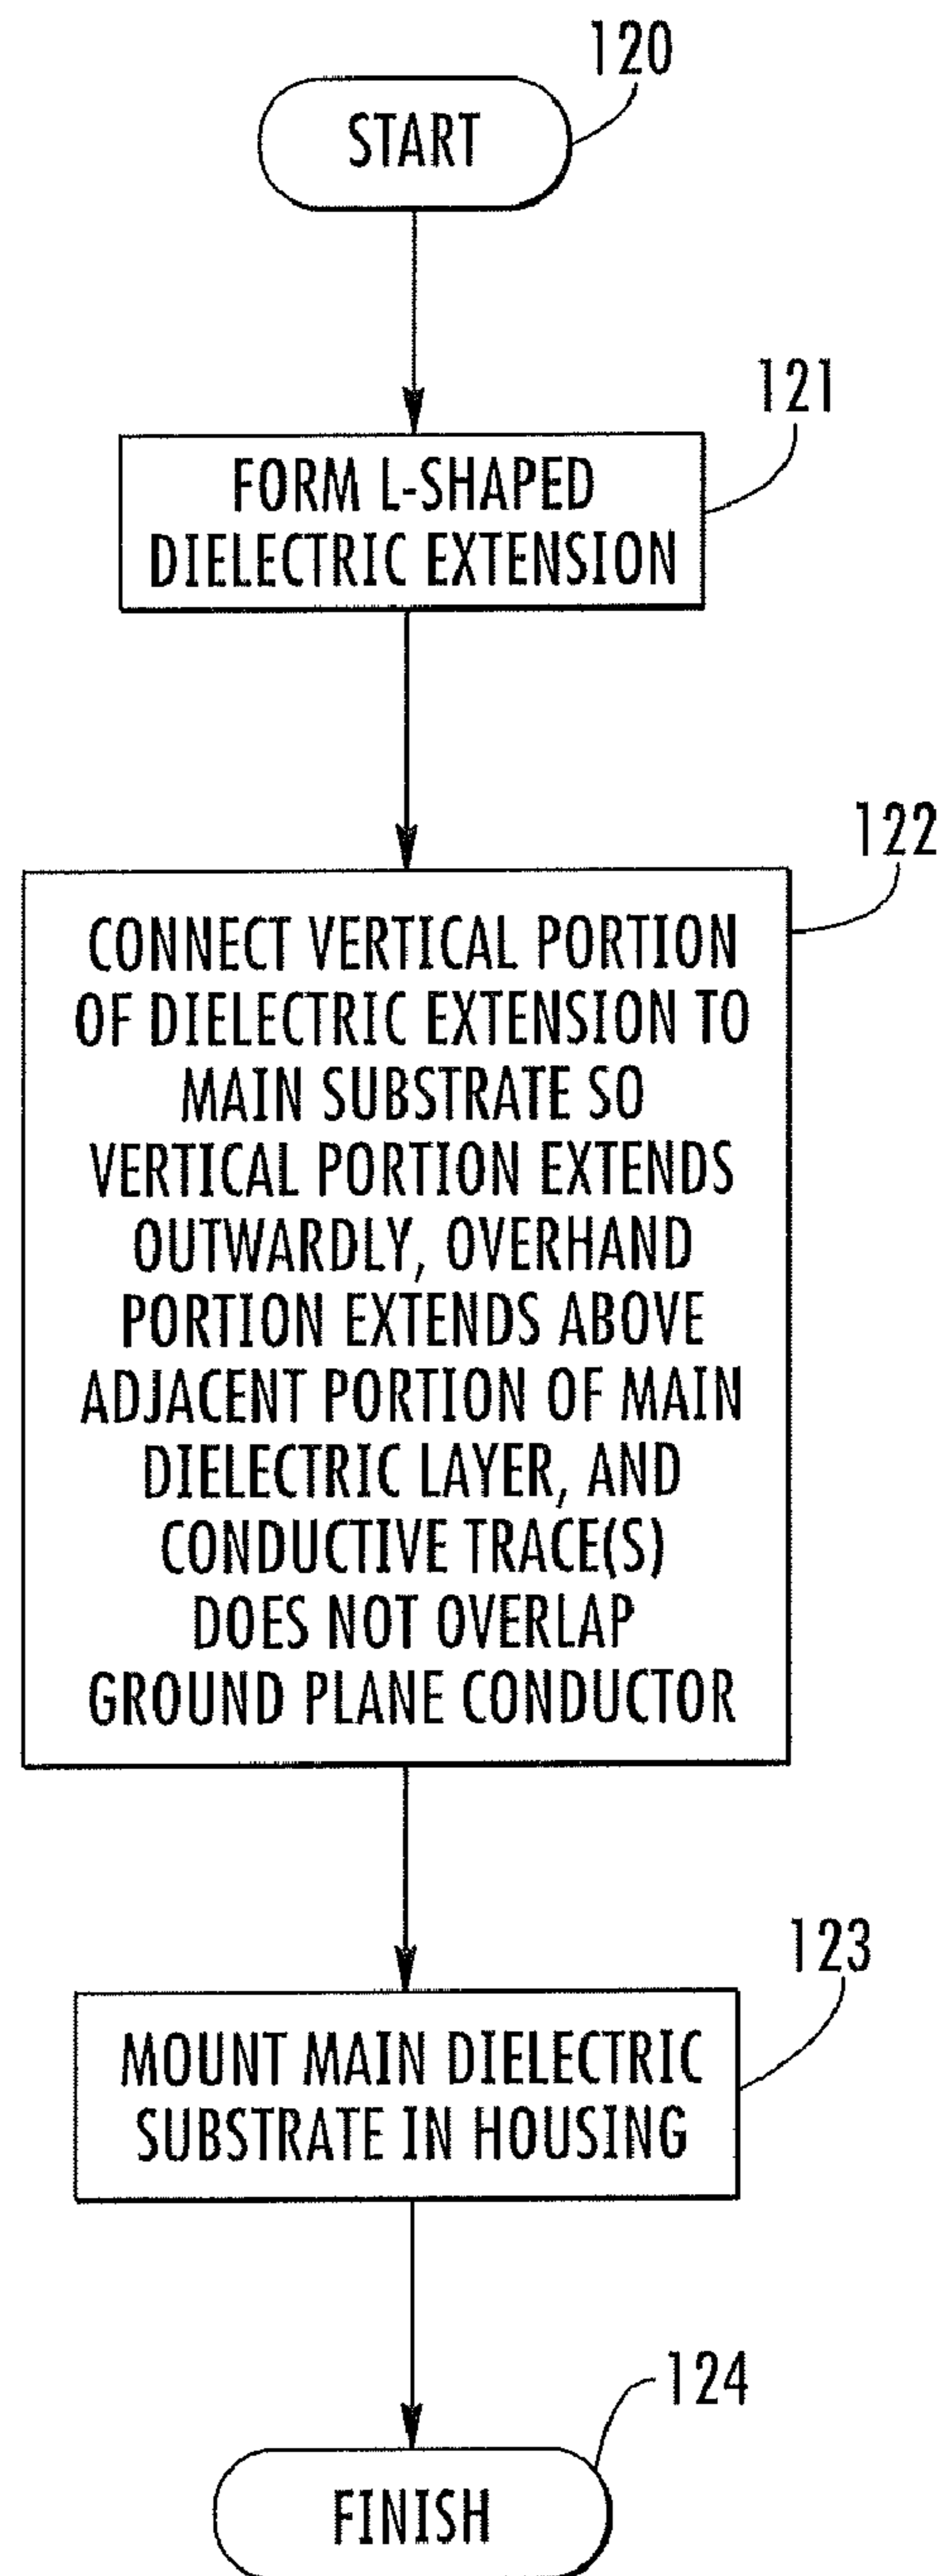 120
START
121
FORM L-SHAPED
DIELECTRIC EXTENSION
122
CONNECT VERTICAL PORTION
OF DIELECTRIC EXTENSION TO
MAIN SUBSTRATE SO
VERTICAL PORTION EXTENDS
OUTWARDLY, OVERHAND
PORTION EXTENDS ABOVE
ADJACENT PORTION OF MAIN
DIELECTRIC LAYER, AND
CONDUCTIVE TRACE(S)
DOES NOT OVERLAP
GROUND PLANE CONDUCTOR
123
MOUNT MAIN DIELECTRIC
SUBSTRATE IN HOUSING
124
FINISH